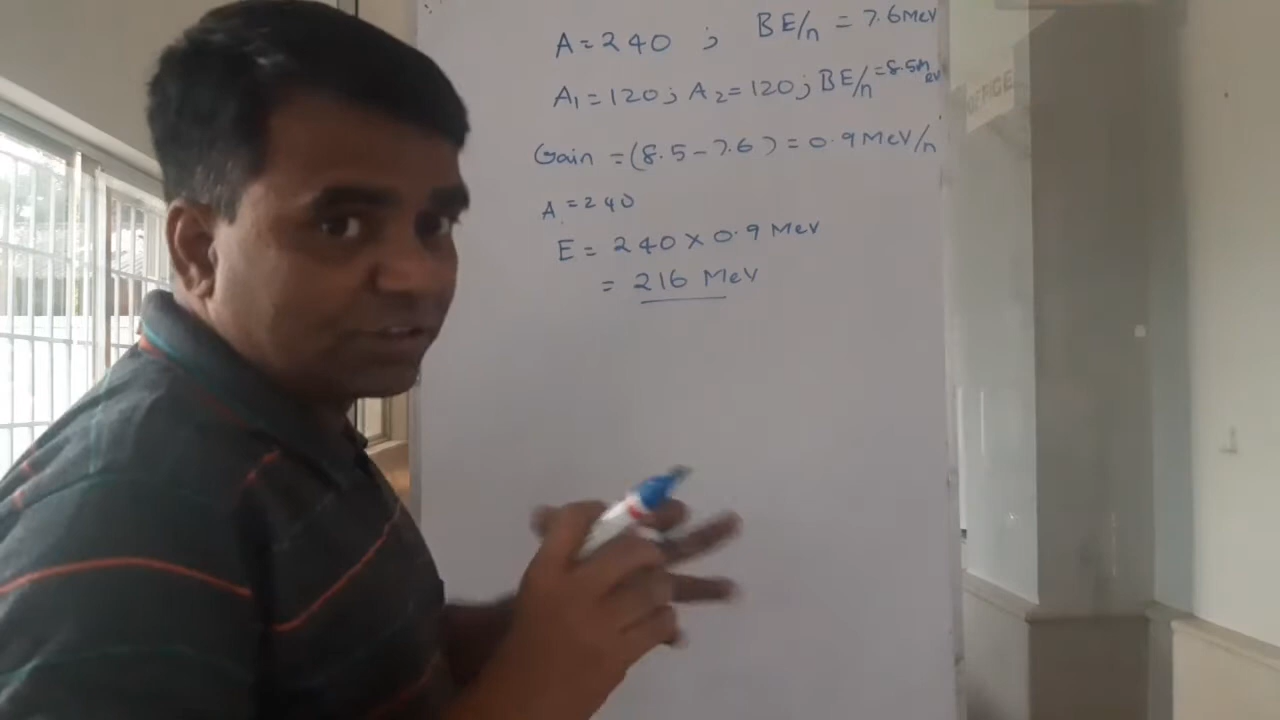 A = 240 ; BE/n = 7.6 MeV
A1 = 120 ; A2 = 120 ; BE/n = 8.5 MeV
Gain = (8.5 - 7.6) = 0.9 MeV/n
A = 240
E = 240 × 0.9 MeV
= 216 MeV
OFFICE